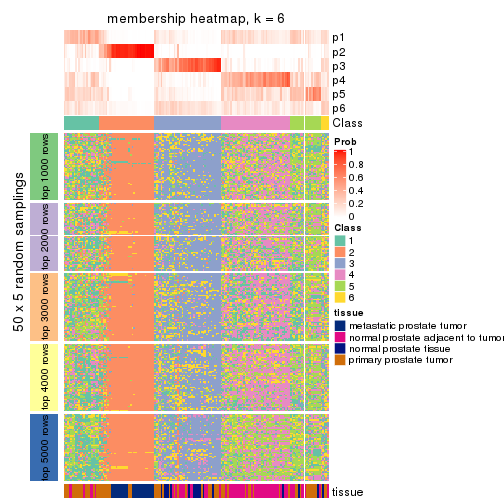 membership heatmap, k = 6
p1
p2
p3
p4
p5
p6
Class
50 x 5 random samplings
top 1000 rows
top 2000 rows
top 3000 rows
top 4000 rows
top 5000 rows
Prob
1
0.8
0.6
0.4
0.2
0
Class
1
2
3
4
5
6
tissue
metastatic prostate tumor
normal prostate adjacent to tumor
normal prostate tissue
primary prostate tumor
tissue